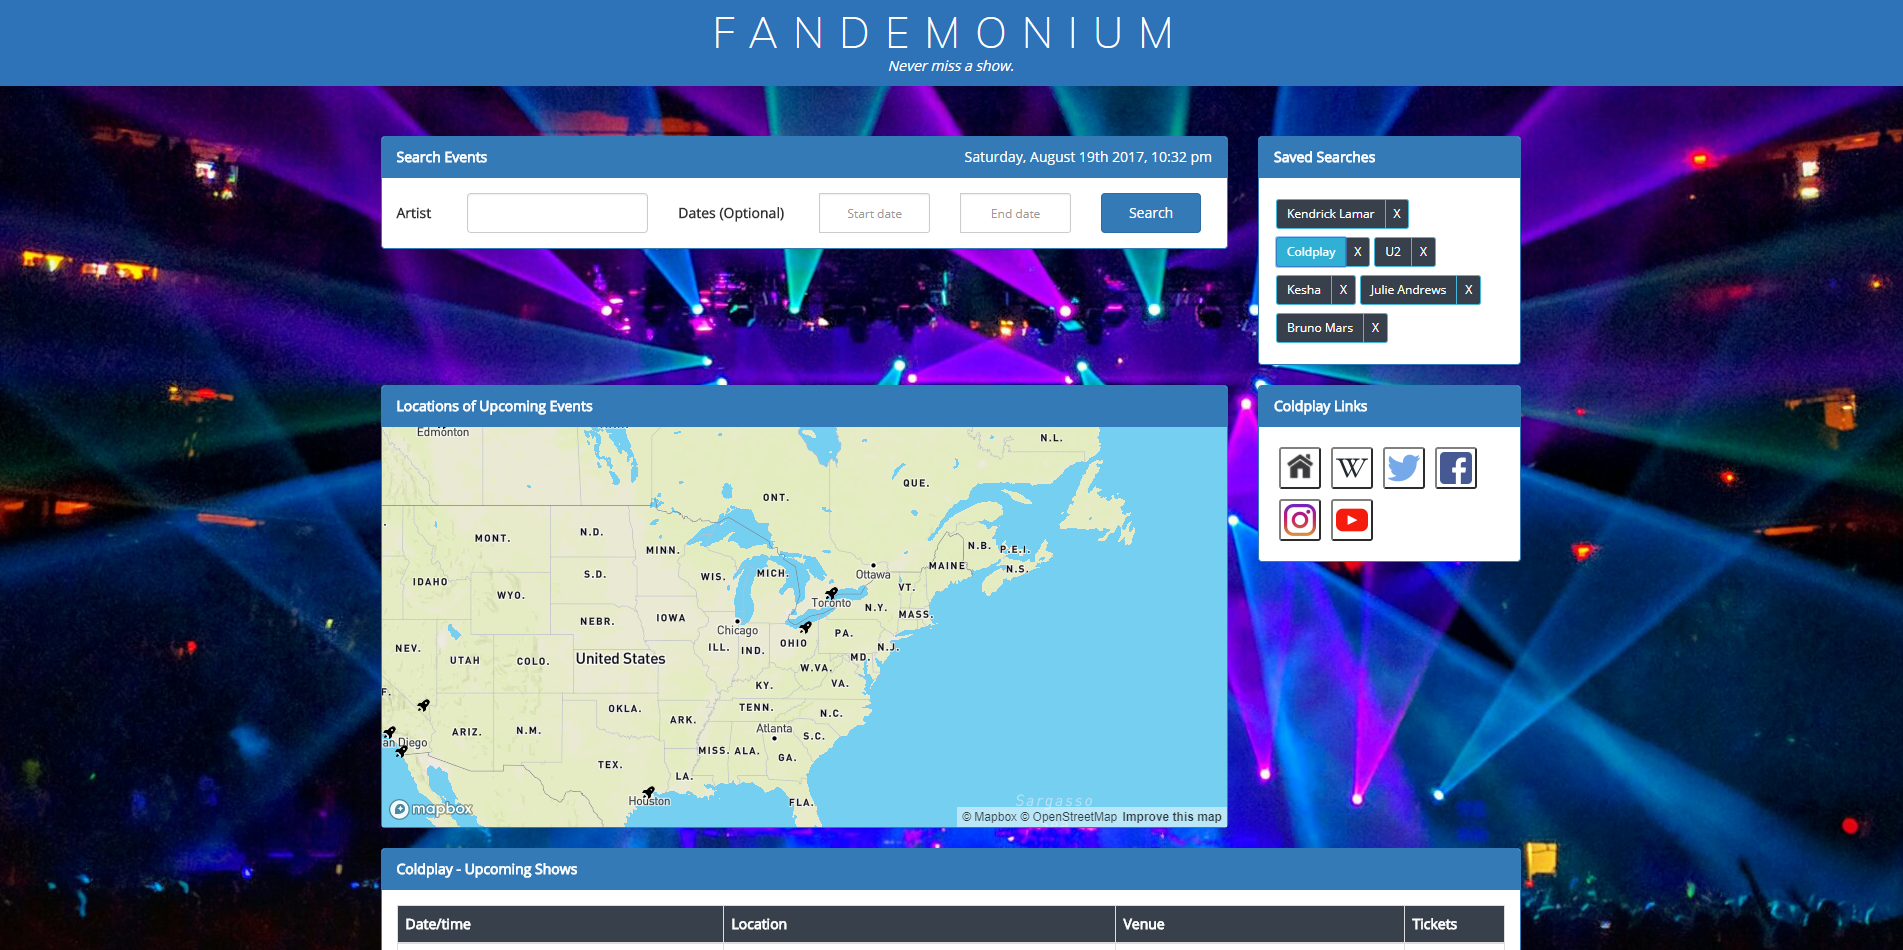 FANDEMONIUM
Never miss a show.
Search Events
Saturday, August 19th 2017, 10:32 pm
Artist
Dates (Optional)
Start date
End date
Search
Saved Searches
Kendrick Lamar X
Coldplay X U2 X
Kesha X Julie Andrews X
Bruno Mars X
Locations of Upcoming Events
Edmonton
N.L.
QUE.
ONT.
MONT.
N.D.
MINN.
N.B. P.E.I.
MAINE
N.S.
Ottawa
IDAHO
S.D.
WIS.
MICH.
VT.
WYO.
Toronto
N.Y.
MASS.
NEBR.
IOWA
Chicago
PA.
NEV.
ILL.
IND.
OHIO
N.J.
UTAH
COLO.
United States
MD.
W.VA.
KY.
VA.
F.
OKLA.
TENN.
N.C.
ARIZ.
N.M.
ARK.
Atlanta
S.C.
an Diego
MISS. ALA.
GA.
TEX.
LA.
Houston
FLA.
Sargasso
mapbox
© Mapbox © OpenStreetMap Improve this map
Coldplay Links
W
Coldplay - Upcoming Shows
Date/time
Location
Venue
Tickets